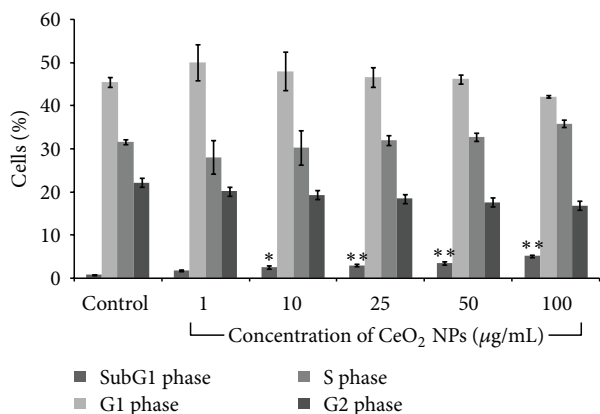 60
50
40
30
20
10
0
Cells (%)
* ** ** **
Control 1 10 25 50 100
Concentration of CeO₂ NPs (μg/mL)
SubG1 phase S phase
G1 phase G2 phase